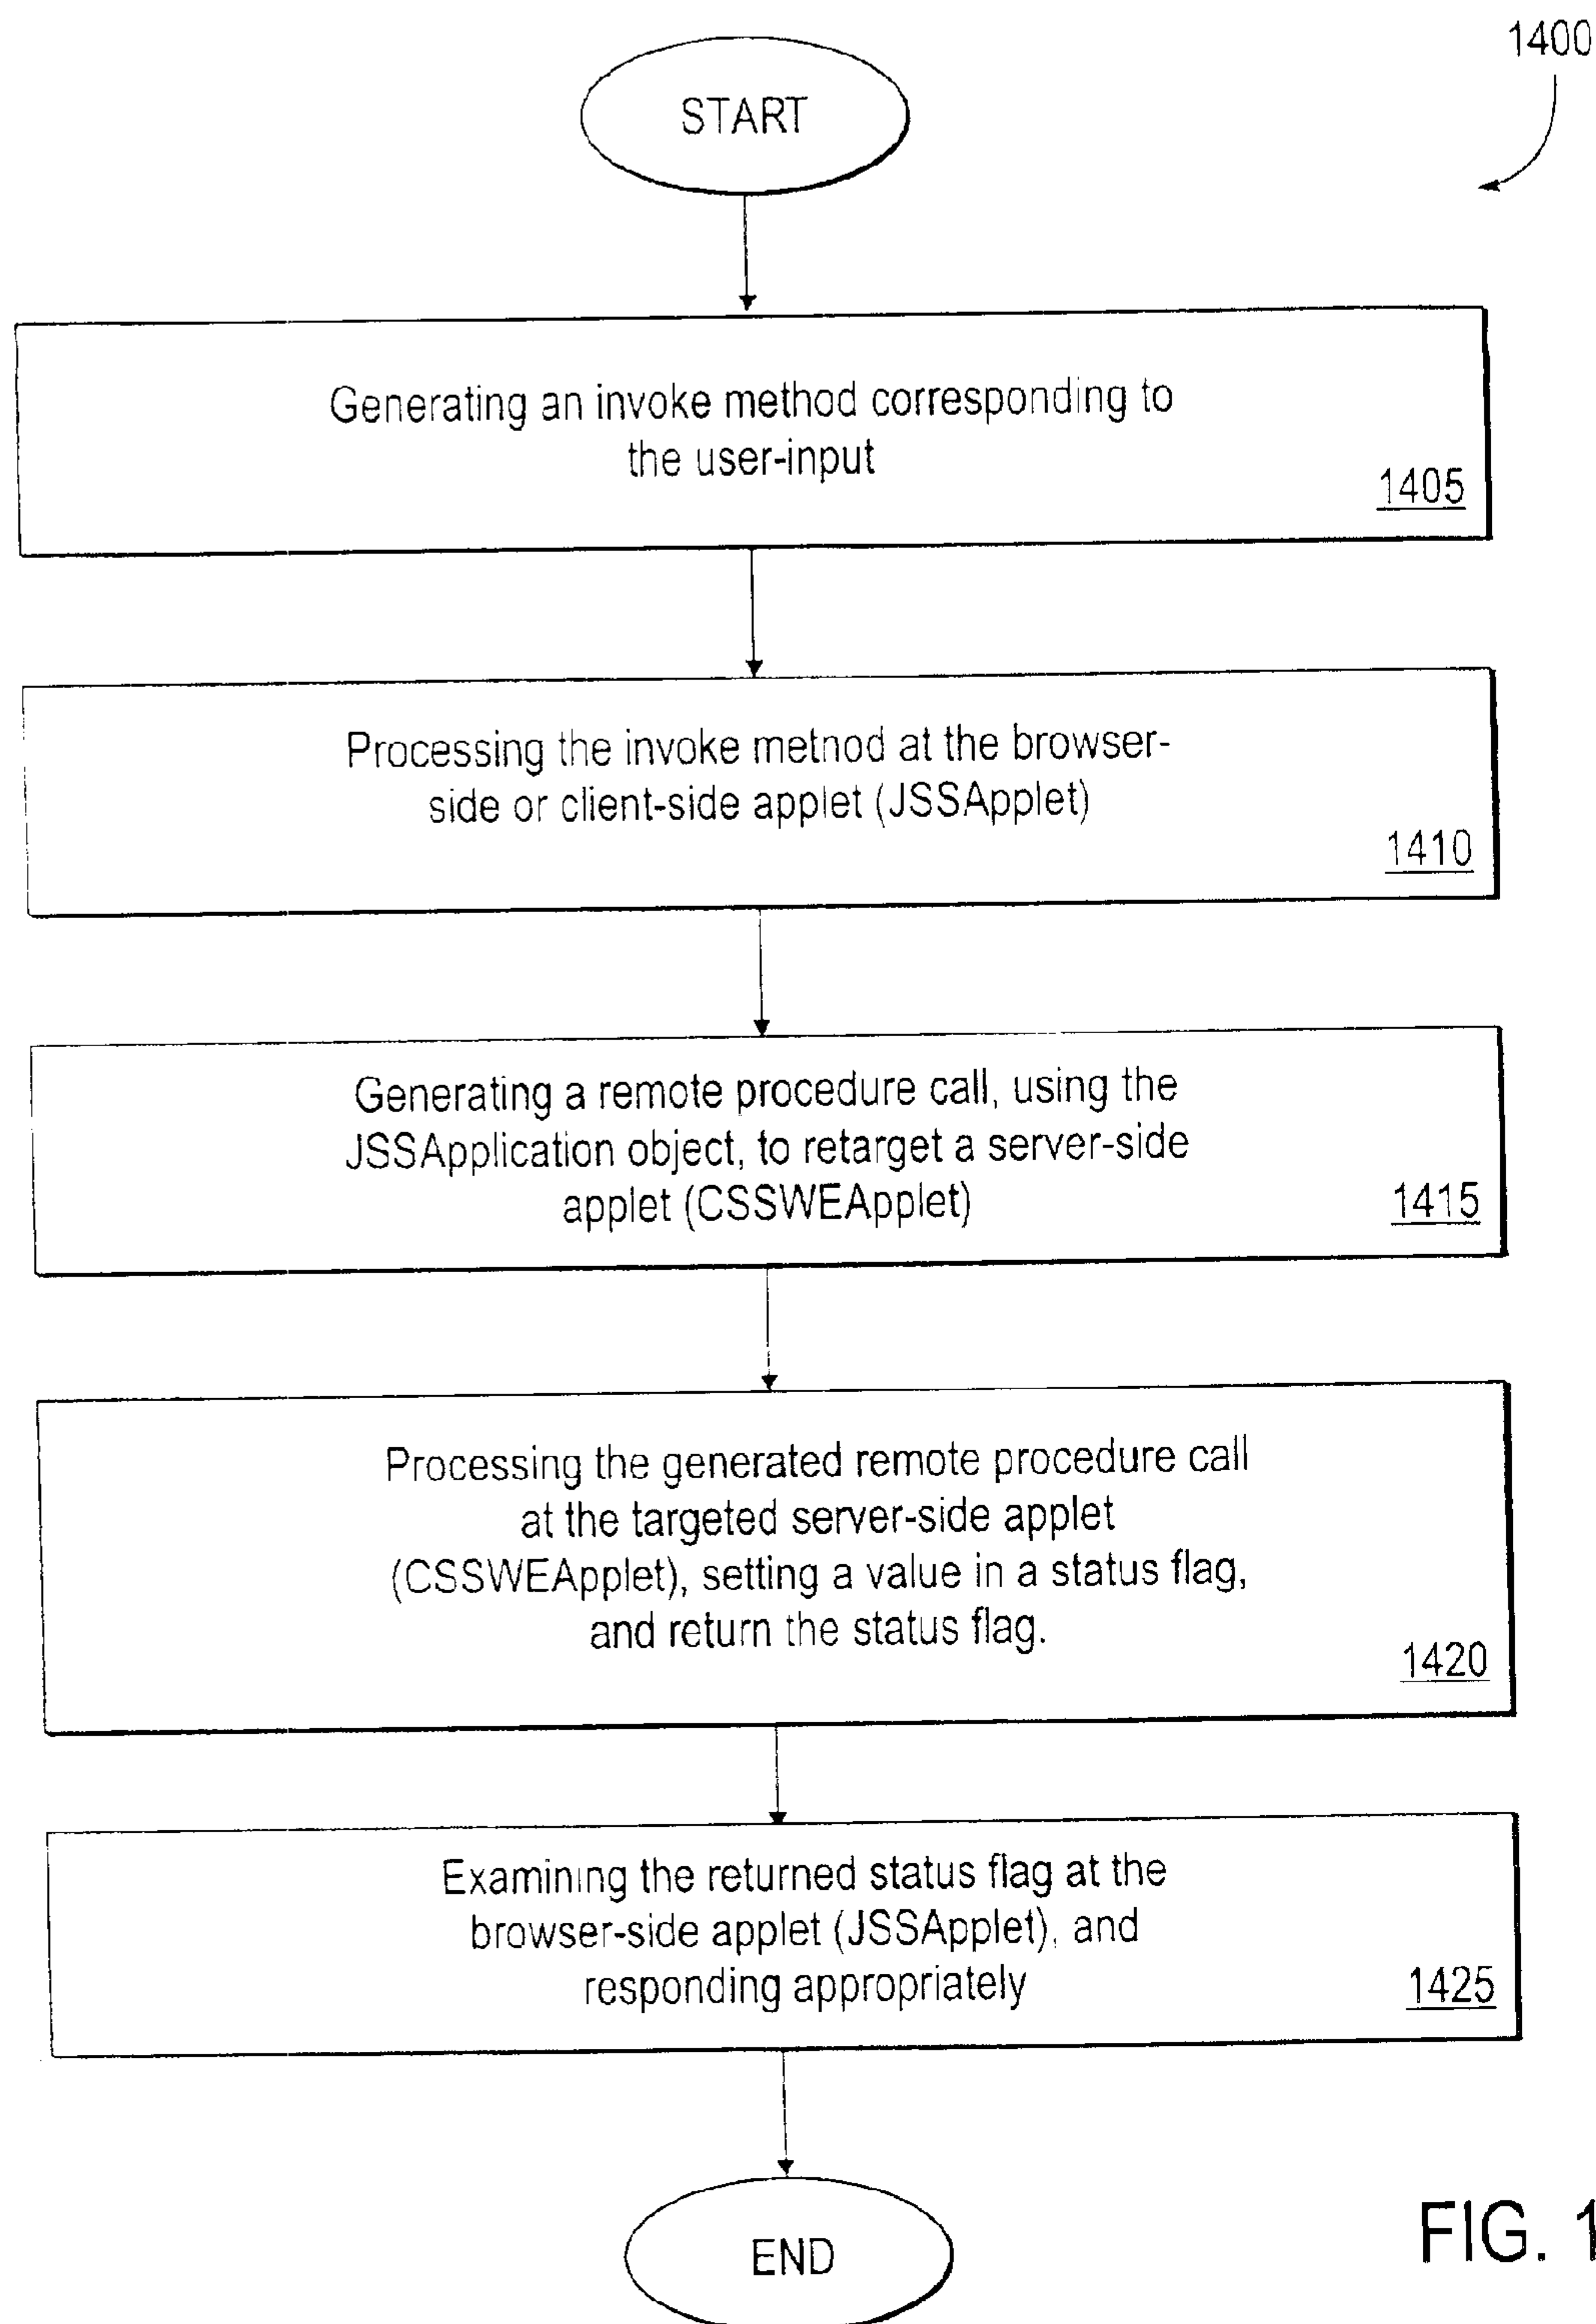 1400
START
Generating an invoke method corresponding to
the user-input
1405
Processing the invoke metnod at the browser-
side or client-side applet (JSSApplet)
1410
Generating a remote procedure call, using the
JSSApplication object, to retarget a server-side
applet (CSSWEApplet)
1415
Processing the generated remote procedure call
at the targeted server-side applet
(CSSWEApplet), setting a value in a status flag,
and return the status flag.
1420
Examining the returned status flag at the
browser-side applet (JSSApplet), and
responding appropriately
1425
END
FIG. 1